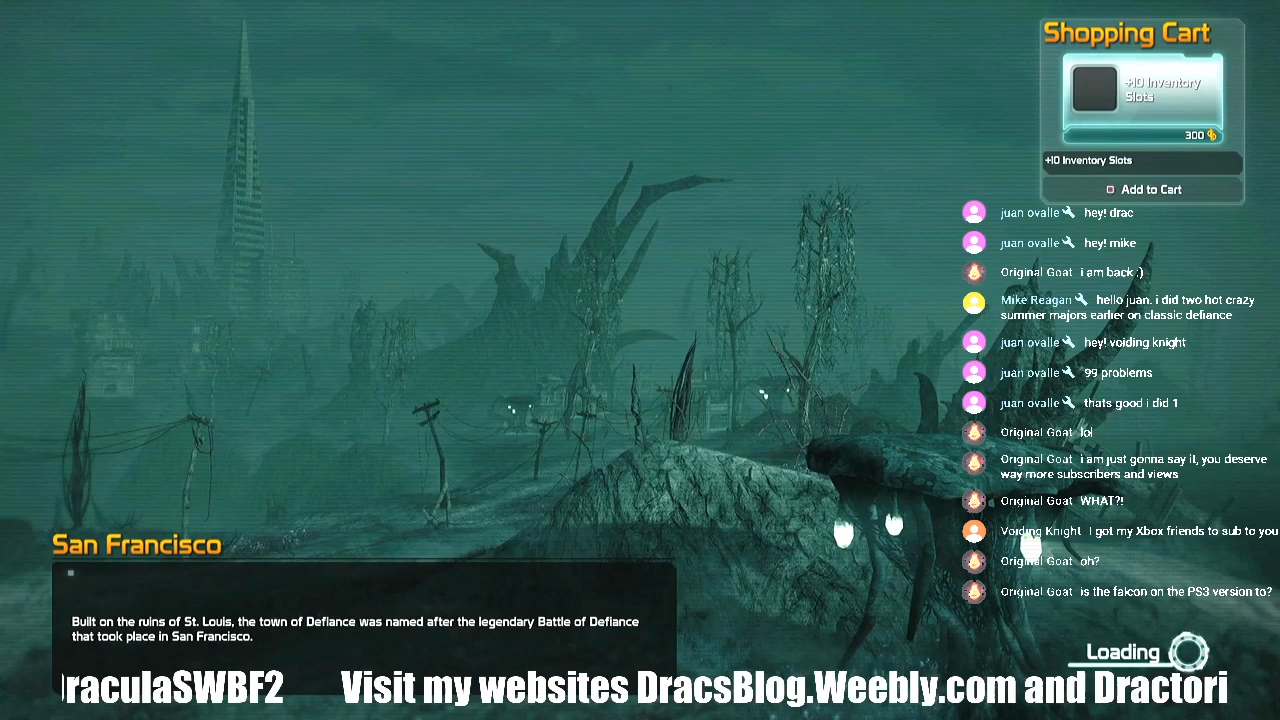 Shopping Cart
+10 Inventory
Slots
300
+10 Inventory Slots
Add to Cart
juan ovalle hey! drac
juan ovalle hey! mike
Original Goat i am back :)
Mike Reagan hello juan. i did two hot crazy
summer majors earlier on classic defiance
juan ovalle hey! voiding knight
juan ovalle 99 problems
juan ovalle thats good i did 1
Original Goat lol
Original Goat i am just gonna say it, you deserve
way more subscribers and views
Original Goat WHAT?!
Voiding Knight I got my Xbox friends to sub to you
Original Goat oh?
Original Goat is the falcon on the PS3 version to?
San Francisco
Built on the ruins of St. Louis, the town of Defiance was named after the legendary Battle of Defiance
that took place in San Francisco.
Loading
raculaSWBF2 Visit my websites DracsBlog.Weebly.com and Dractori